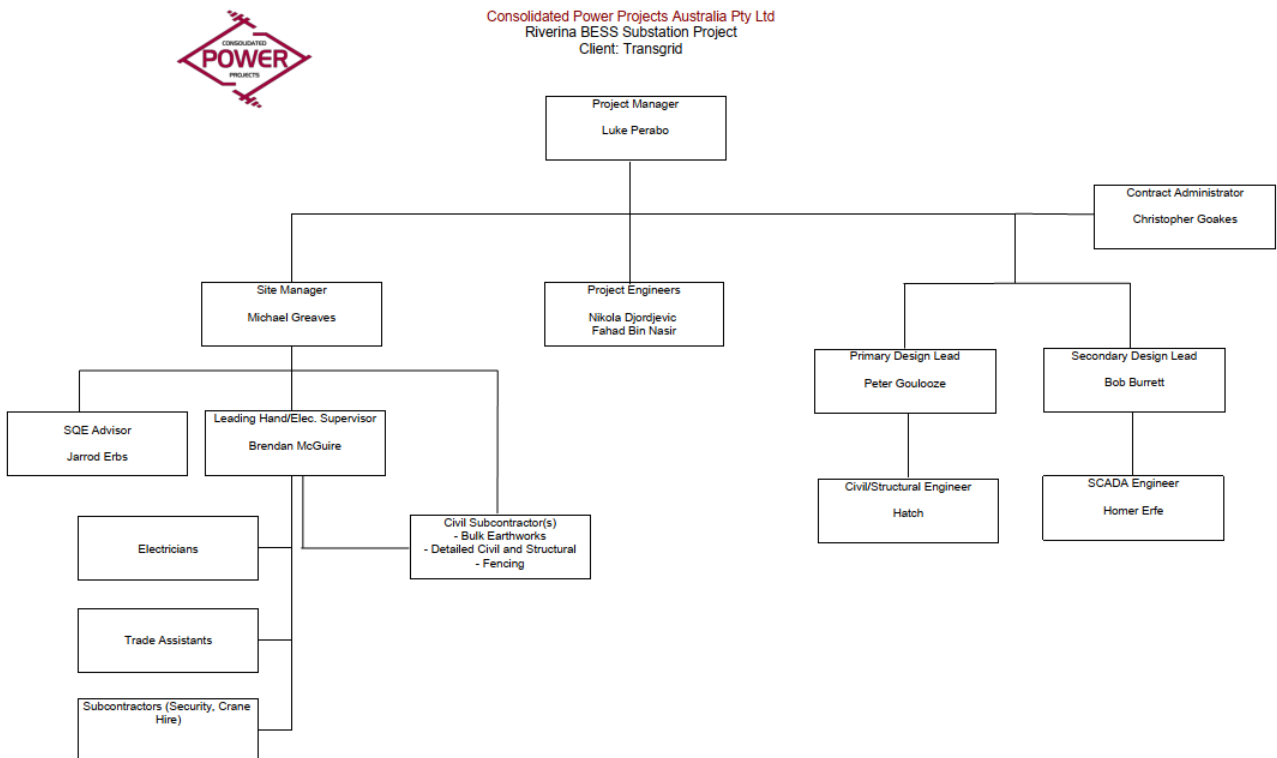 CONSOLIDATED
POWER
PROJECTS
Consolidated Power Projects Australia Pty Ltd
Riverina BESS Substation Project
Client: Transgrid
Project Manager
Luke Perabo
Contract Administrator
Christopher Goakes
Site Manager
Michael Greaves
Project Engineers
Nikola Djordjevic
Fahad Bin Nasir
Primary Design Lead
Peter Goulooze
Secondary Design Lead
Bob Burrett
SQE Advisor
Jarrod Erbs
Leading Hand/Elec. Supervisor
Brendan McGuire
Civil/Structural Engineer
Hatch
SCADA Engineer
Homer Erfe
Civil Subcontractor(s)
- Bulk Earthworks
- Detailed Civil and Structural
- Fencing
Electricians
Trade Assistants
Subcontractors (Security, Crane
Hire)